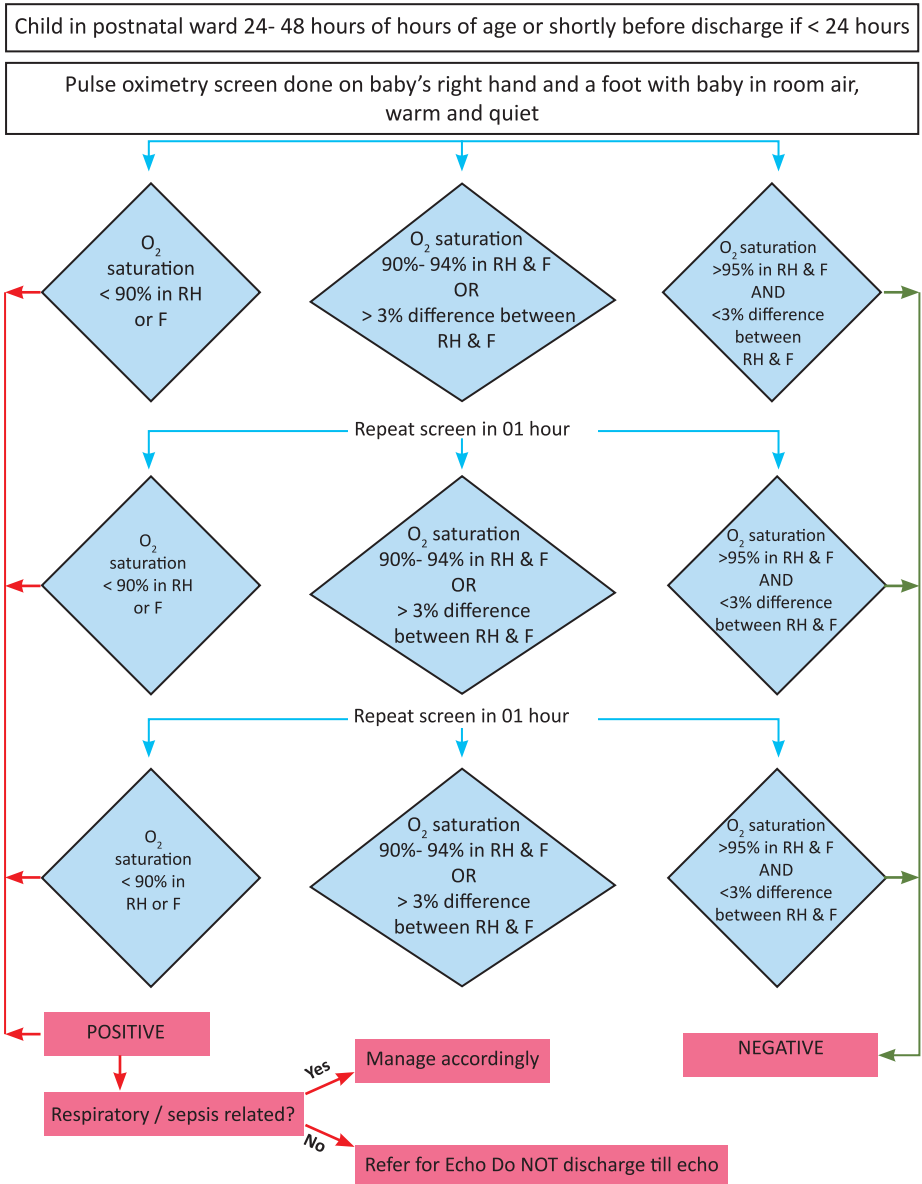 Child in postnatal ward 24- 48 hours of hours of age or shortly before discharge if < 24 hours
Pulse oximetry screen done on baby’s right hand and a foot with baby in room air,
warm and quiet
O2
saturation
< 90% in RH
or F
O2 saturation
90%- 94% in RH & F
OR
> 3% difference between
RH & F
O2 saturation
>95% in RH & F
AND
<3% difference
between
RH & F
Repeat screen in 01 hour
O2
saturation
< 90% in RH
or F
O2 saturation
90%- 94% in RH & F
OR
> 3% difference
between RH & F
O2 saturation
>95% in RH & F
AND
<3% difference
between RH & F
Repeat screen in 01 hour
O2
saturation
< 90% in
RH or F
O2 saturation
90%- 94% in RH & F
OR
> 3% difference
between RH & F
O2 saturation
>95% in RH & F
AND
<3% difference
between RH & F
POSITIVE
NEGATIVE
Yes
Manage accordingly
Respiratory / sepsis related?
No
Refer for Echo Do NOT discharge till echo